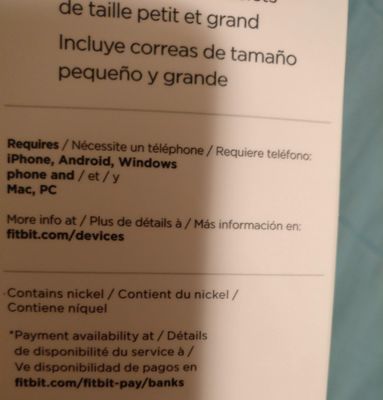 de taille petit et grand
Incluye correas de tamaño
pequeño y grande
Requires / Nécessite un téléphone / Requiere teléfono:
iPhone, Android, Windows
phone and / et / y
Mac, PC
More info at / Plus de détails à / Más información en:
fitbit.com/devices
Contains nickel / Contient du nickel /
Contiene níquel
*Payment availability at / Détails
de disponibilité du service à /
Ve disponibilidad de pagos en
fitbit.com/fitbit-pay/banks